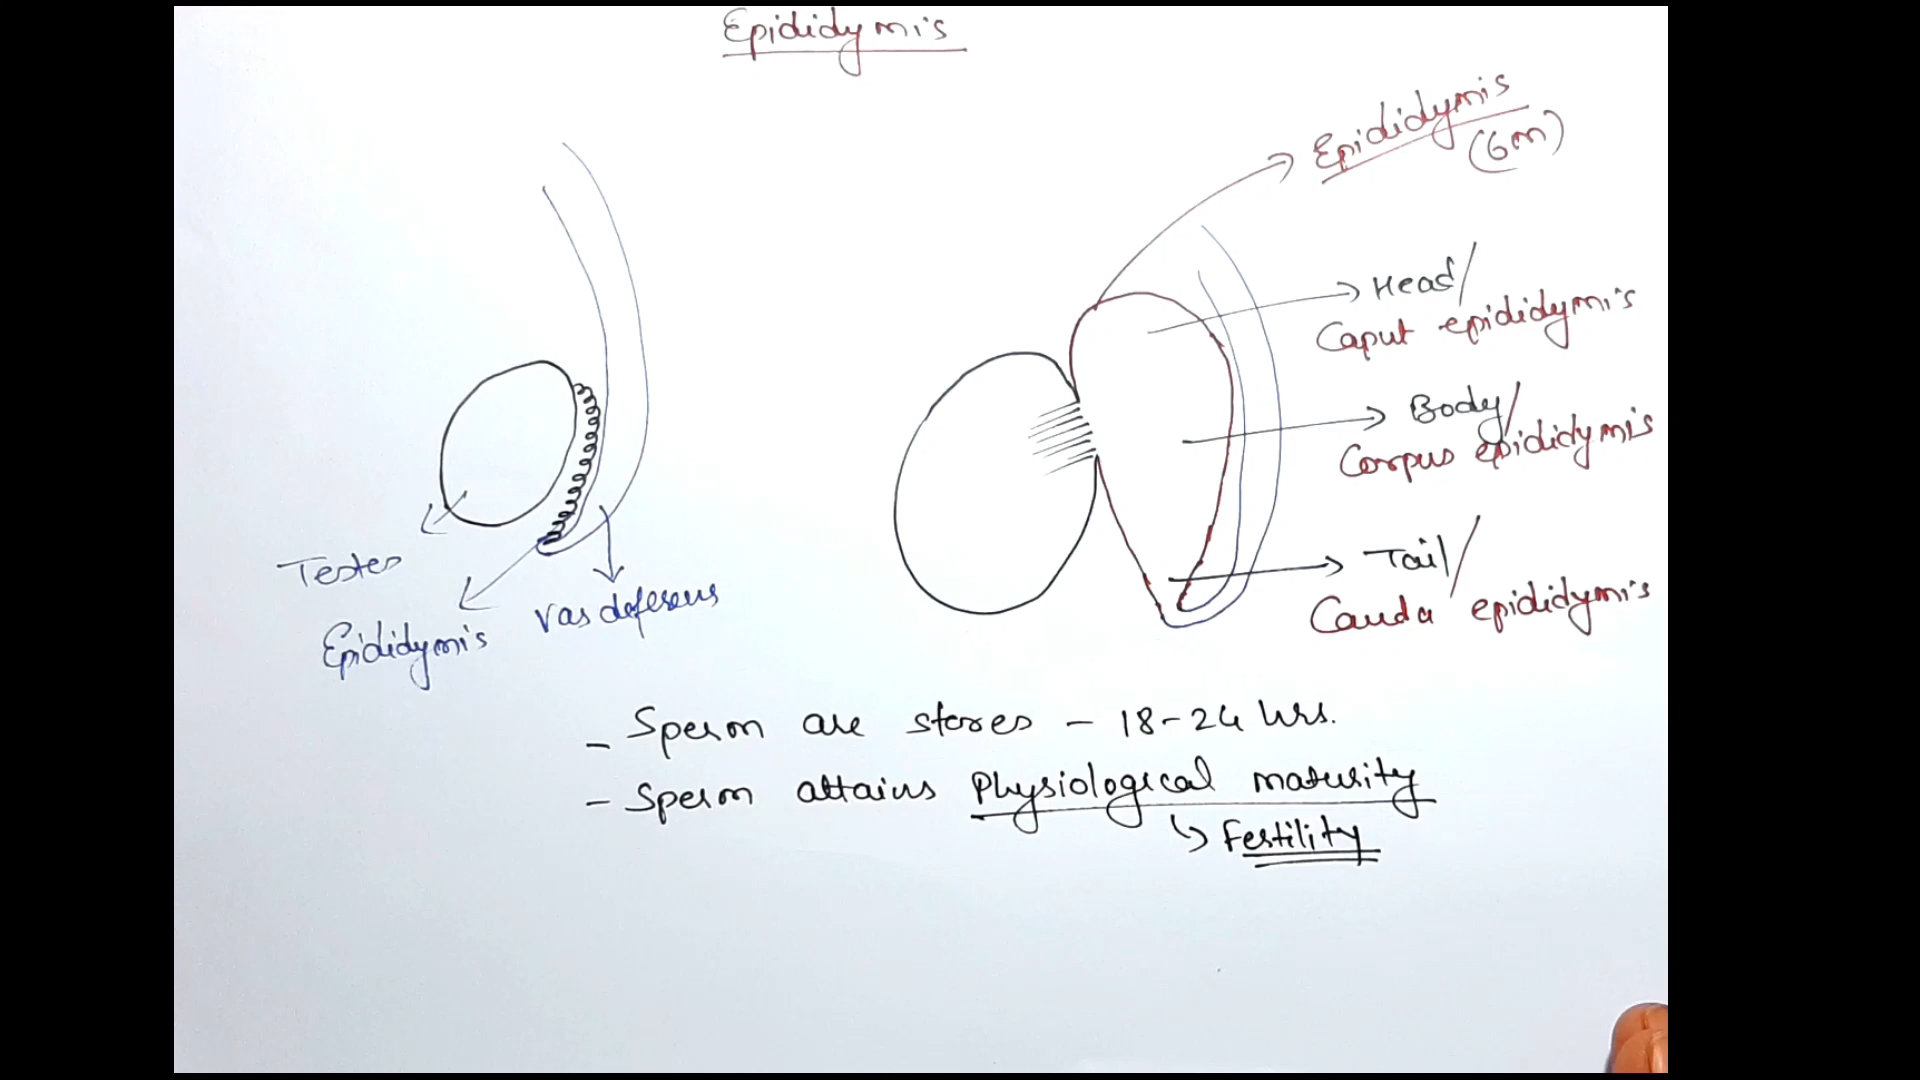 Epididymis
Epididymis
(6m)
Head/
Caput epididymis
Body/
Corpus epididymis
Tail/
Cauda epididymis
Testes
Epididymis
Vas deferens
- Sperm are stores - 18-24 hrs.
- Sperm attains Physiological maturity
↳ Fertility